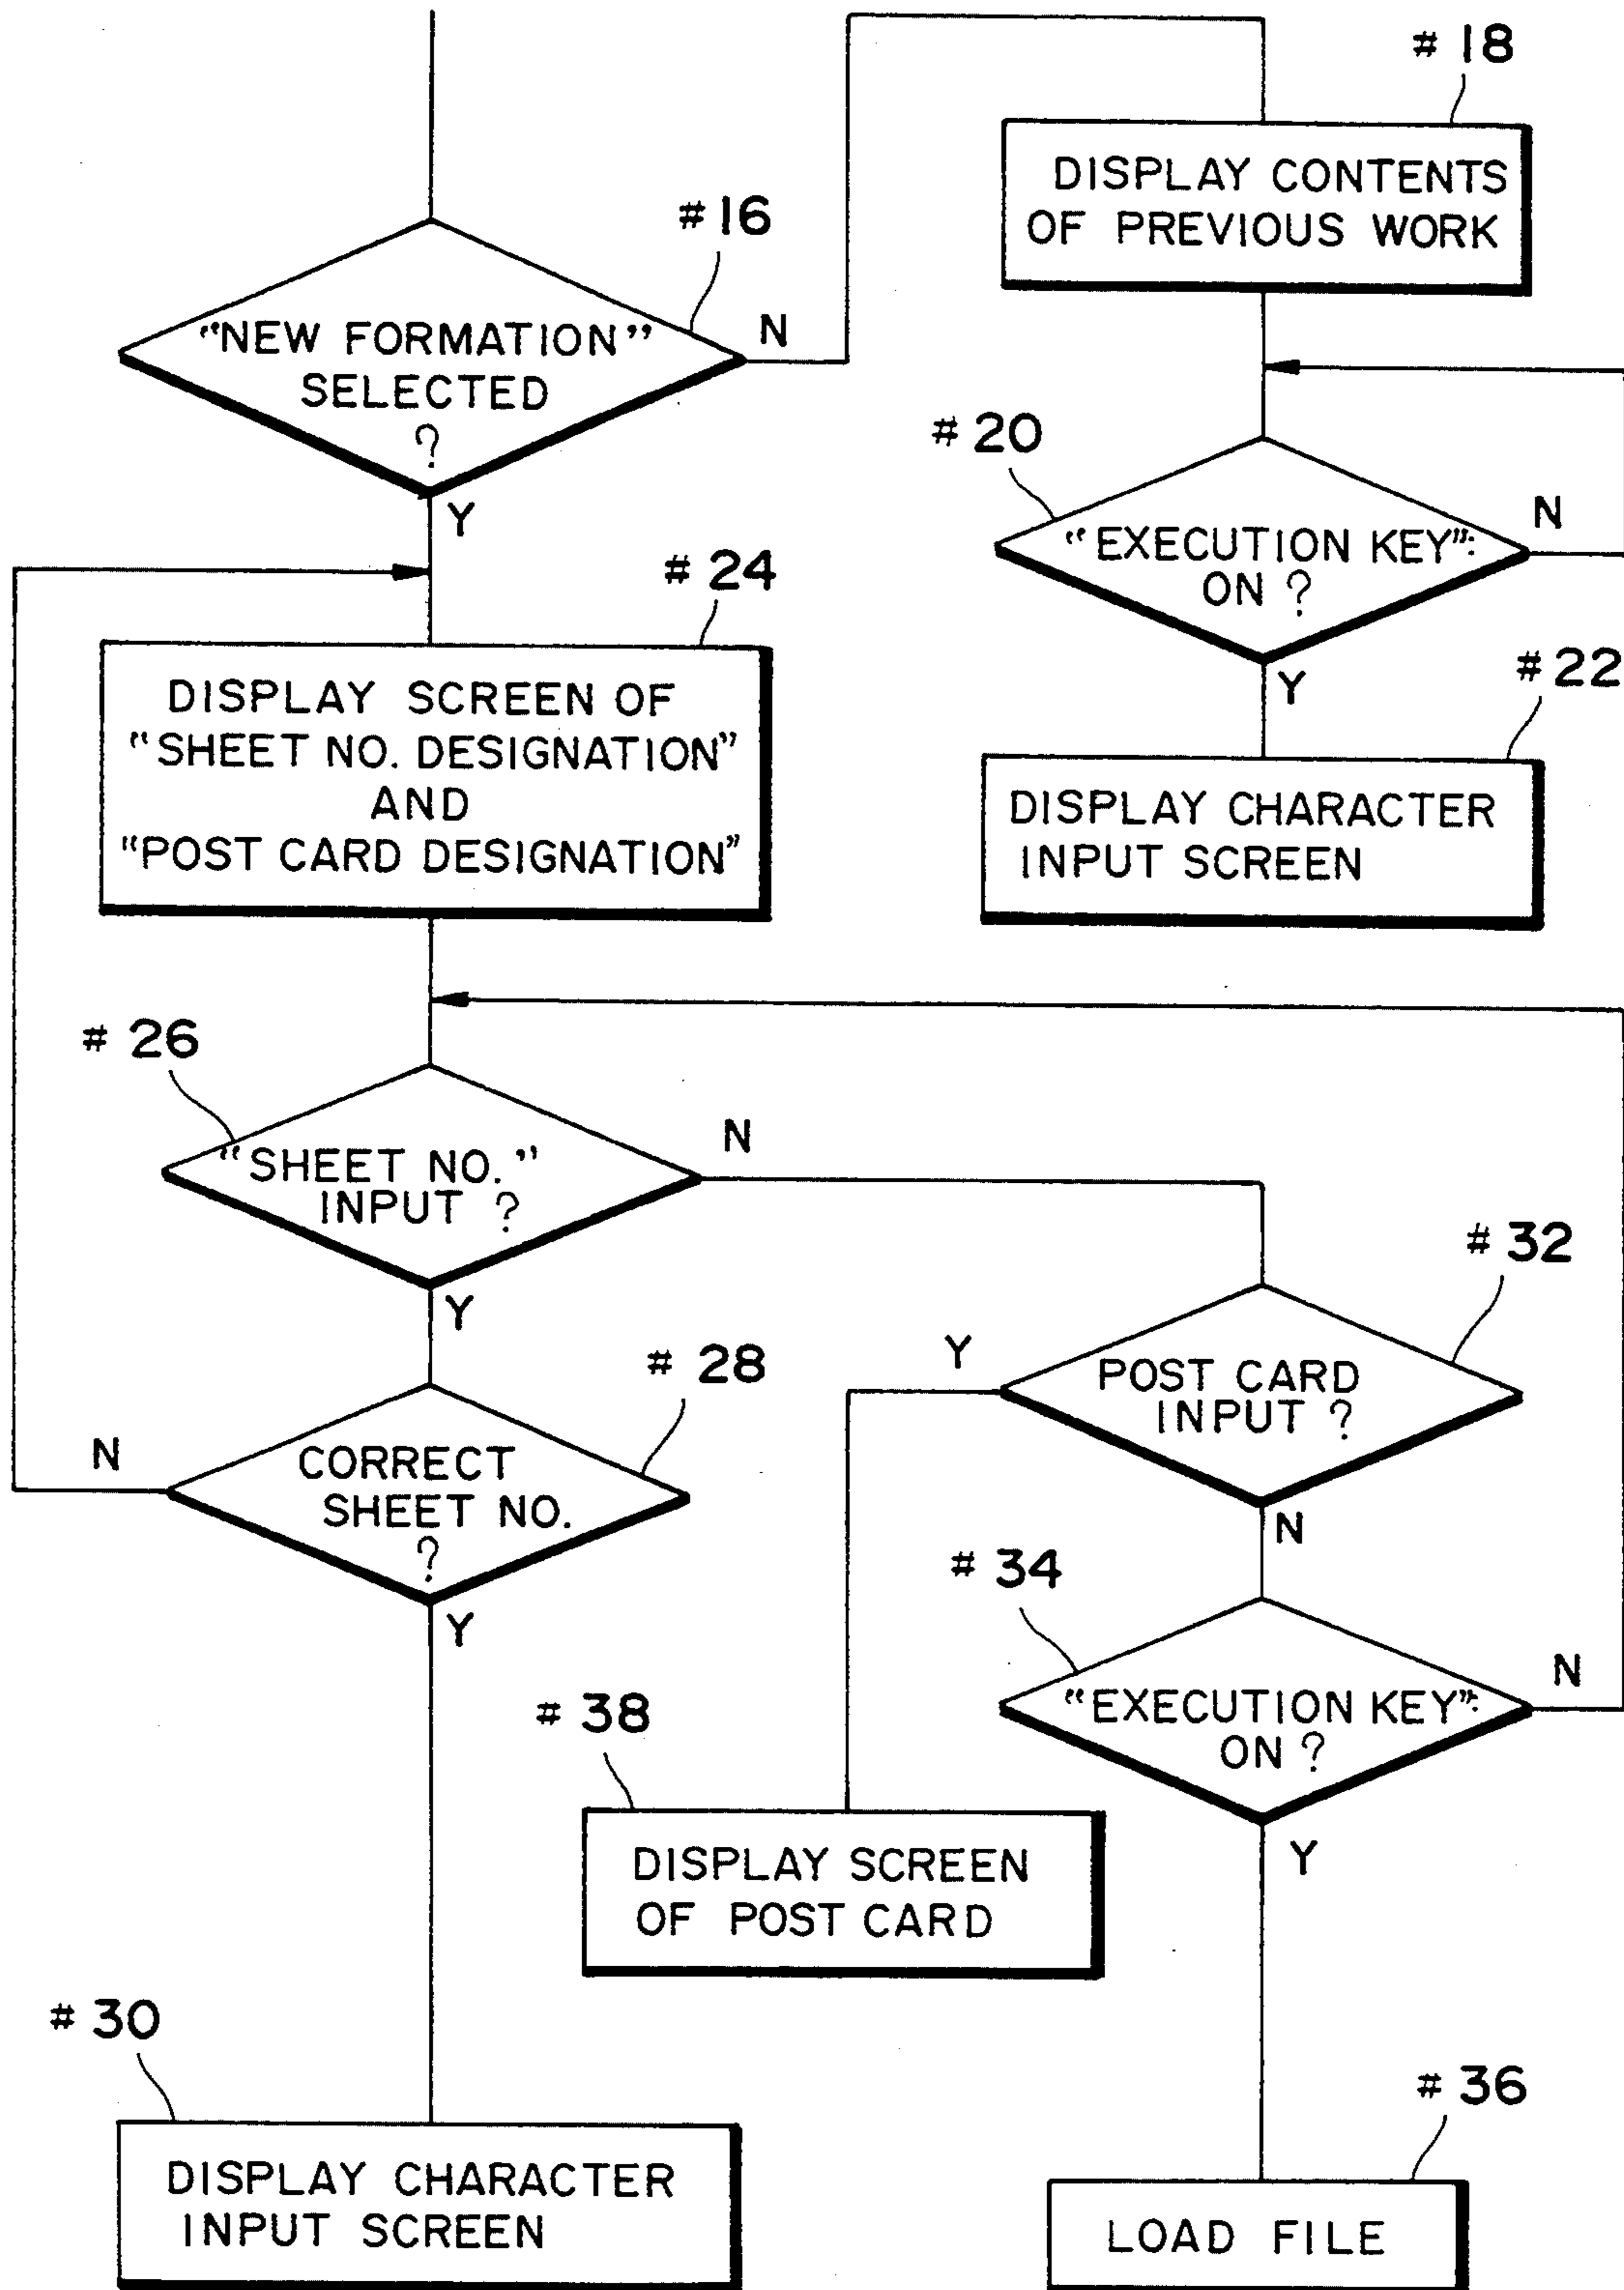 # 16
"NEW FORMATION"
SELECTED
?
N
Y
# 18
DISPLAY CONTENTS
OF PREVIOUS WORK
# 20
"EXECUTION KEY":
ON ?
N
Y
# 22
DISPLAY CHARACTER
INPUT SCREEN
# 24
DISPLAY SCREEN OF
"SHEET NO. DESIGNATION"
AND
"POST CARD DESIGNATION"
# 26
"SHEET NO."
INPUT ?
N
Y
# 28
CORRECT
SHEET NO.
?
N
Y
# 30
DISPLAY CHARACTER
INPUT SCREEN
# 32
POST CARD
INPUT ?
Y
N
# 34
"EXECUTION KEY":
ON ?
N
Y
# 38
DISPLAY SCREEN
OF POST CARD
# 36
LOAD FILE